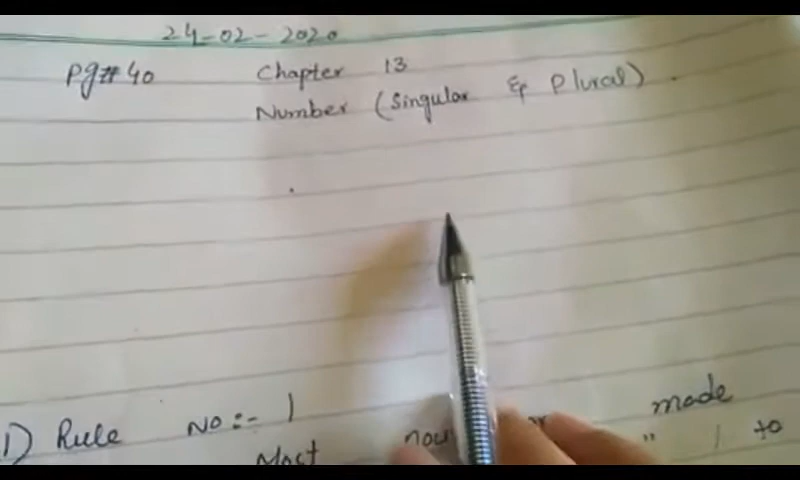 24-02-2020
Pg# 40 Chapter 13
Number (Singular & Plural).
1) Rule No:- 1
made
Most " to